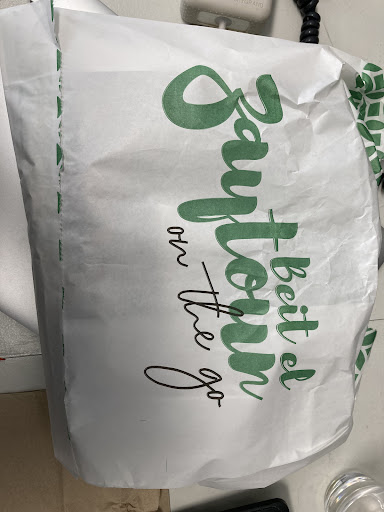 beit el
Zaytoun
on the go